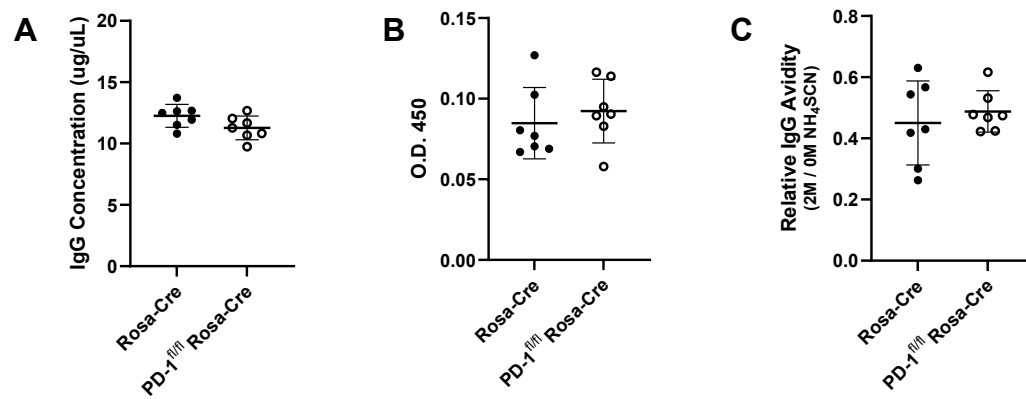 A
IgG Concentration (ug/uL)
20
15
10
5
0
Rosa-Cre
PD-1fl/fl Rosa-Cre
B
O.D. 450
0.15
0.10
0.05
0.00
Rosa-Cre
PD-1fl/fl Rosa-Cre
C
Relative IgG Avidity
(2M / 0M NH4SCN)
0.8
0.6
0.4
0.2
0.0
Rosa-Cre
PD-1fl/fl Rosa-Cre